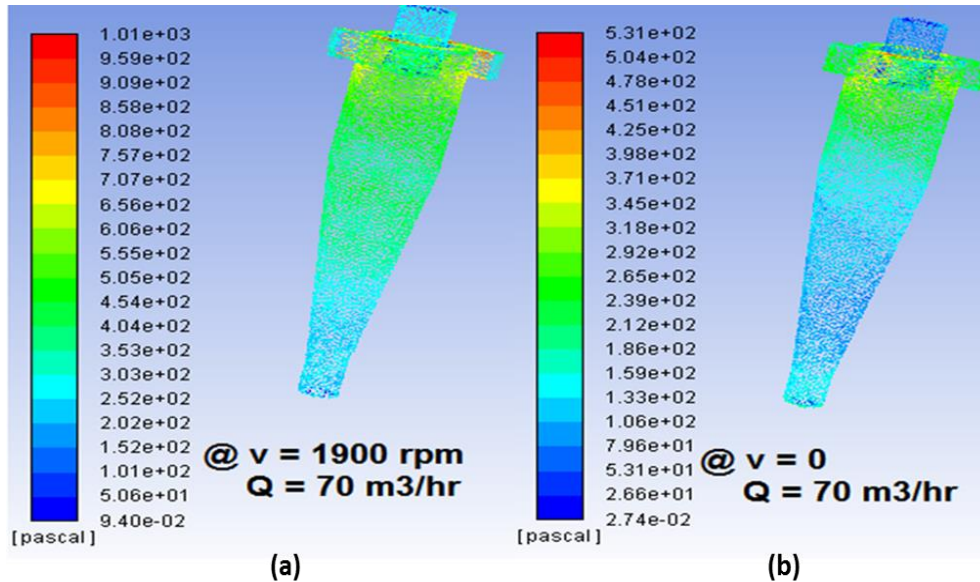 1.01e+03
9.59e+02
9.09e+02
8.58e+02
8.08e+02
7.57e+02
7.07e+02
6.56e+02
6.06e+02
5.55e+02
5.05e+02
4.54e+02
4.04e+02
3.53e+02
3.03e+02
2.52e+02
2.02e+02
1.52e+02
1.01e+02
5.06e+01
9.40e-02
[pascal]
@ v = 1900 rpm
Q = 70 m3/hr
(a)
5.31e+02
5.04e+02
4.78e+02
4.51e+02
4.25e+02
3.98e+02
3.71e+02
3.45e+02
3.18e+02
2.92e+02
2.65e+02
2.39e+02
2.12e+02
1.86e+02
1.59e+02
1.33e+02
1.06e+02
7.96e+01
5.31e+01
2.66e+01
2.74e-02
[pascal]
@ v = 0
Q = 70 m3/hr
(b)